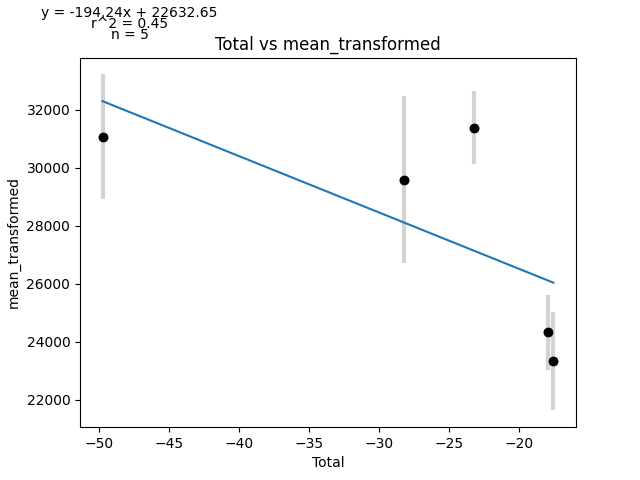 y = -194.24x + 22632.65
r^2 = 0.45
n = 5
Total vs mean_transformed
32000
30000
28000
26000
24000
22000
mean_transformed
−50
−45
−40
−35
−30
−25
−20
Total